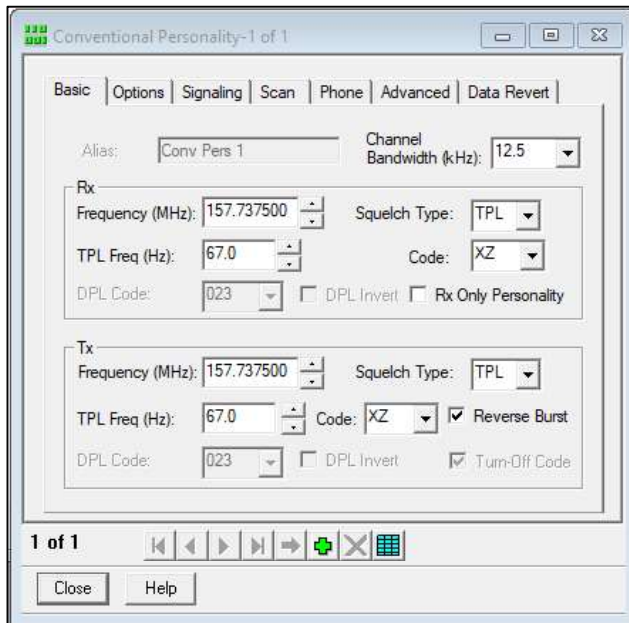 Conventional Personality-1 of 1
Basic Options Signaling Scan Phone Advanced Data Revert
Alias: Conv Pers 1 Channel Bandwidth (kHz): 12.5
Rx
Frequency (MHz): 157.737500 Squelch Type: TPL
TPL Freq (Hz): 67.0 Code: XZ
DPL Code: 023 DPL Invert Rx Only Personality
Tx
Frequency (MHz): 157.737500 Squelch Type: TPL
TPL Freq (Hz): 67.0 Code: XZ Reverse Burst
DPL Code: 023 DPL Invert Turn-Off Code
1 of 1
Close Help